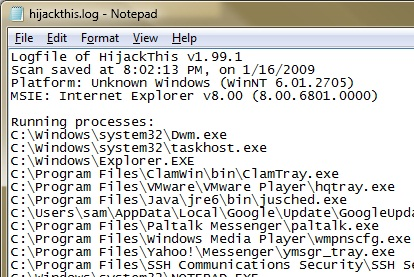 hijackthis.log - Notepad
File Edit Format View Help
Logfile of HijackThis v1.99.1
Scan saved at 8:02:13 PM, on 1/16/2009
Platform: Unknown Windows (WinNT 6.01.2705)
MSIE: Internet Explorer v8.00 (8.00.6801.0000)
Running processes:
C:\Windows\system32\Dwm.exe
C:\Windows\system32\taskhost.exe
C:\Windows\Explorer.EXE
C:\Program Files\ClamWin\bin\ClamTray.exe
C:\Program Files\VMware\VMware Player\hqtray.exe
C:\Program Files\Java\jre6\bin\jusched.exe
C:\Users\sam\AppData\Local\Google\Update\GoogleUpda
C:\Program Files\Paltalk Messenger\paltalk.exe
C:\Program Files\Windows Media Player\wmpnscfg.exe
C:\Program Files\Yahoo!\Messenger\ymsgr_tray.exe
C:\Program Files\SSH Communications Security\SSH S
C:\Windows\system32\NOTEPAD.EXE